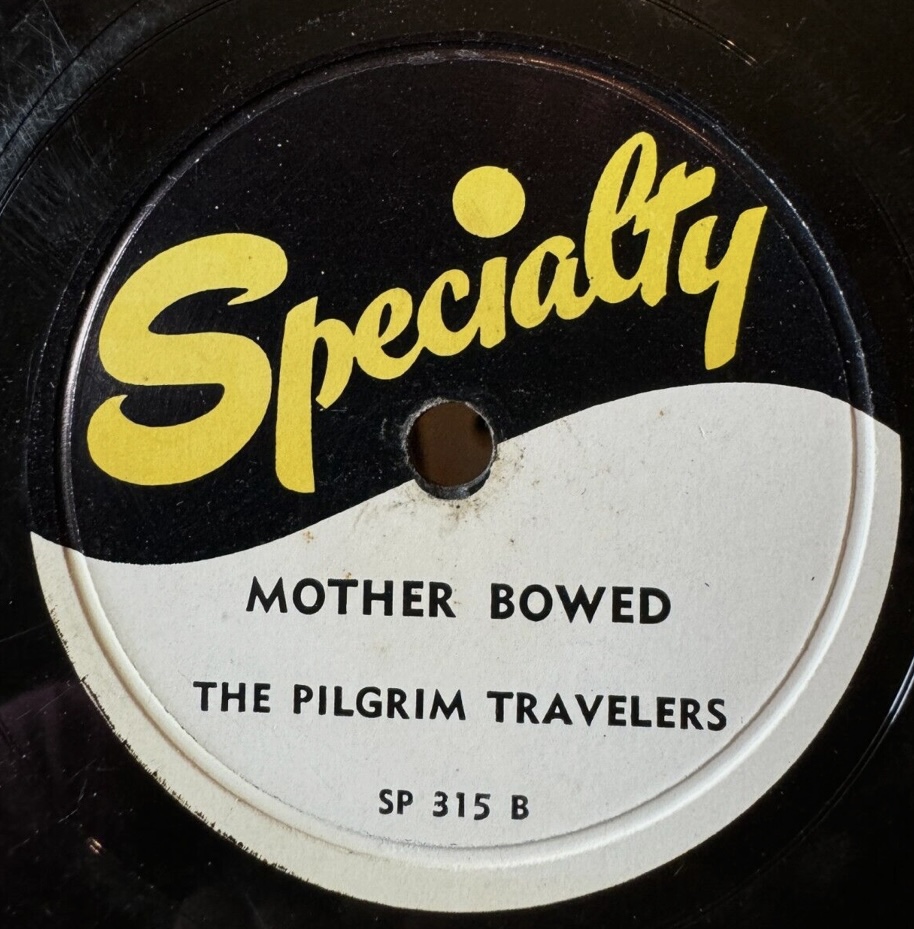 Specialty
MOTHER BOWED
THE PILGRIM TRAVELERS
SP 315 B